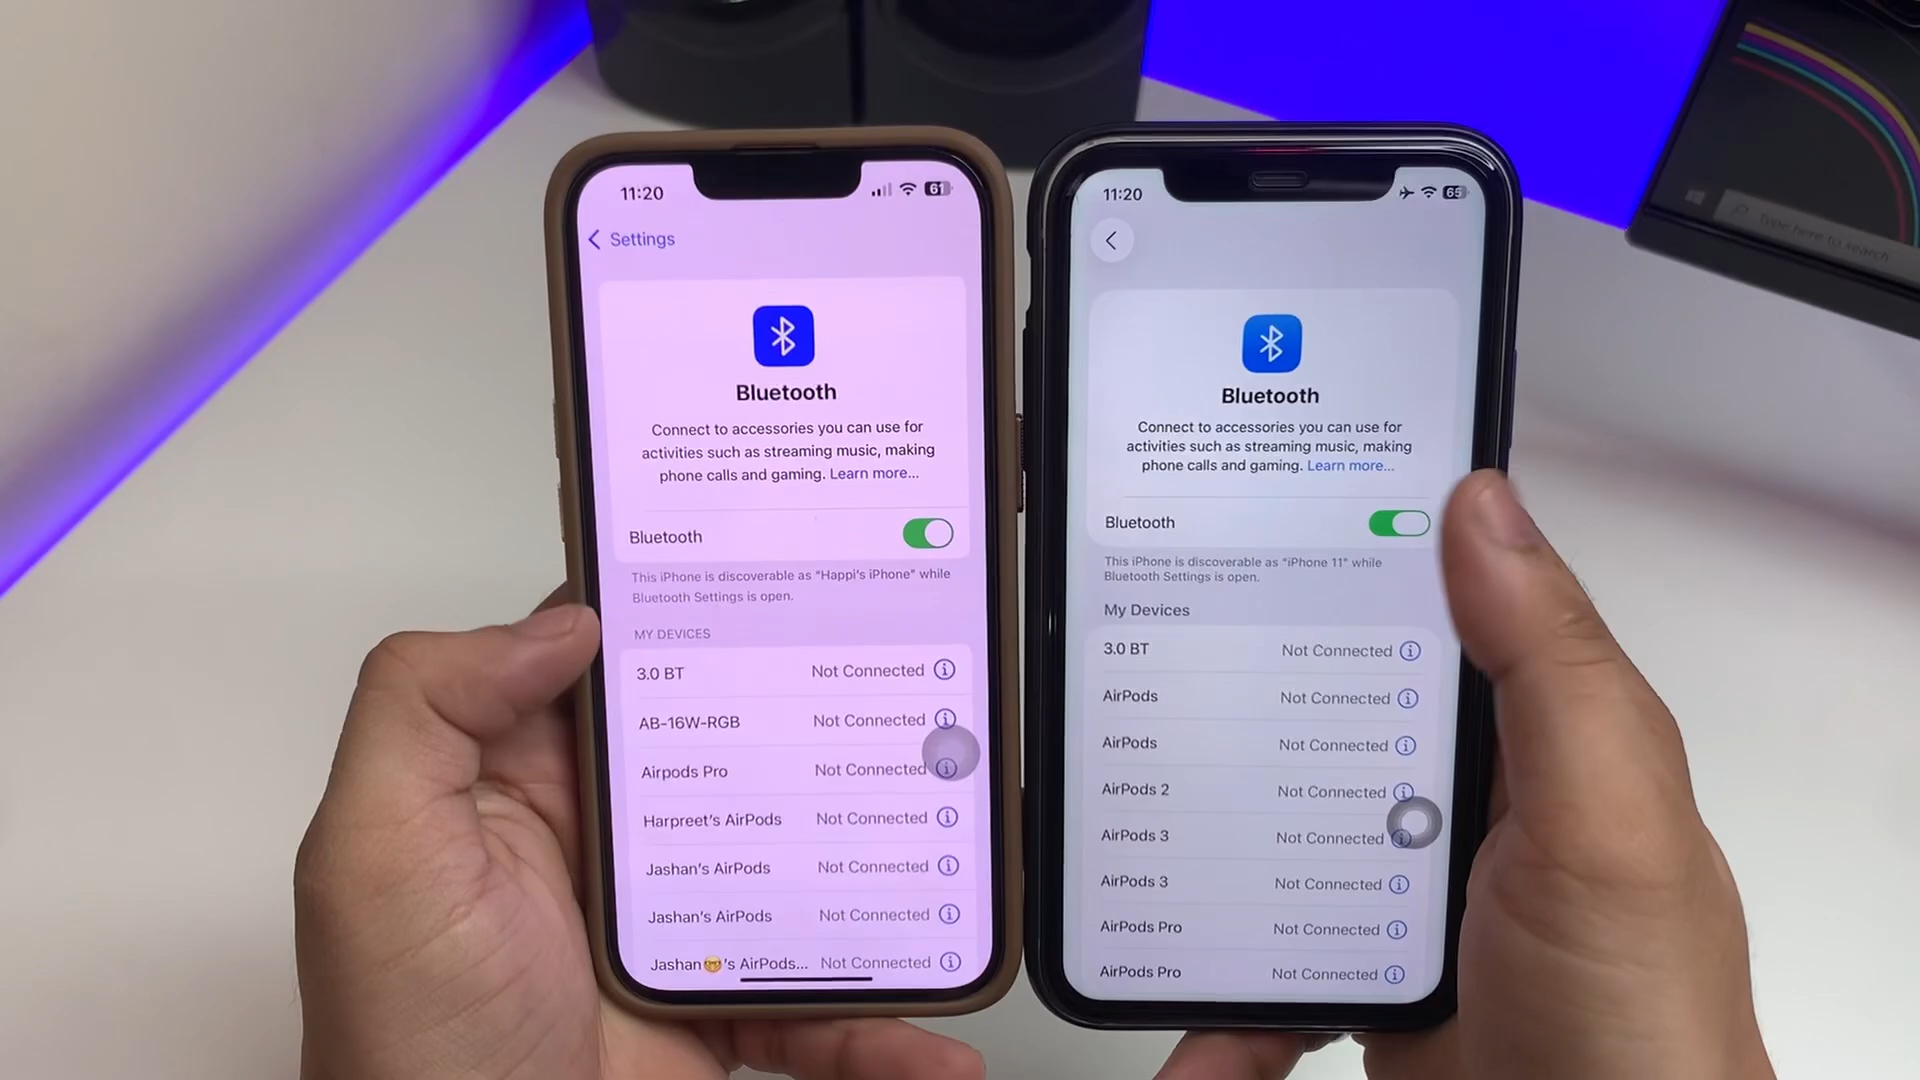 11:20
61
Settings
Bluetooth
Connect to accessories you can use for
activities such as streaming music, making
phone calls and gaming. Learn more...
Bluetooth
This iPhone is discoverable as “Happi’s iPhone” while
Bluetooth Settings is open.
MY DEVICES
3.0 BT Not Connected
AB-16W-RGB Not Connected
Airpods Pro Not Connected
Harpreet’s AirPods Not Connected
Jashan’s AirPods Not Connected
Jashan’s AirPods Not Connected
Jashan🤓’s AirPods... Not Connected
11:20
65
Bluetooth
Connect to accessories you can use for
activities such as streaming music, making
phone calls and gaming. Learn more...
Bluetooth
This iPhone is discoverable as “iPhone 11” while
Bluetooth Settings is open.
My Devices
3.0 BT Not Connected
AirPods Not Connected
AirPods Not Connected
AirPods 2 Not Connected
AirPods 3 Not Connected
AirPods 3 Not Connected
AirPods Pro Not Connected
AirPods Pro Not Connected
Type here to search